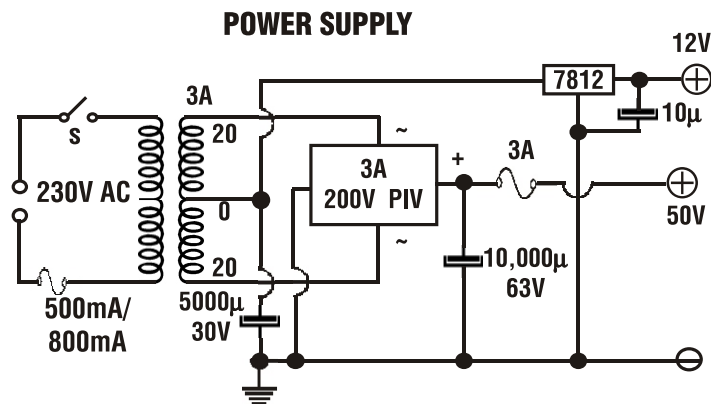 POWER SUPPLY
12V
7812
3A
10µ
20
~
S
3A
200V PIV
+
3A
230V AC
0
50V
~
20
10,000µ
63V
5000µ
30V
500mA/
800mA